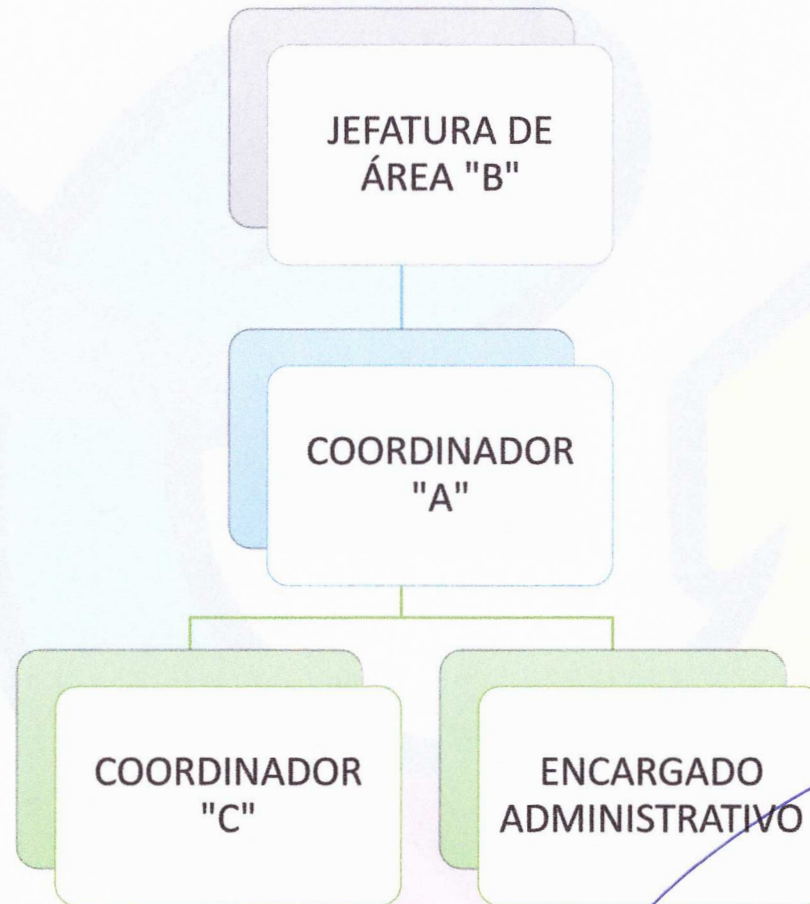 JEFATURA DE
ÁREA "B"
COORDINADOR
"A"
COORDINADOR
"C"
ENCARGADO
ADMINISTRATIVO